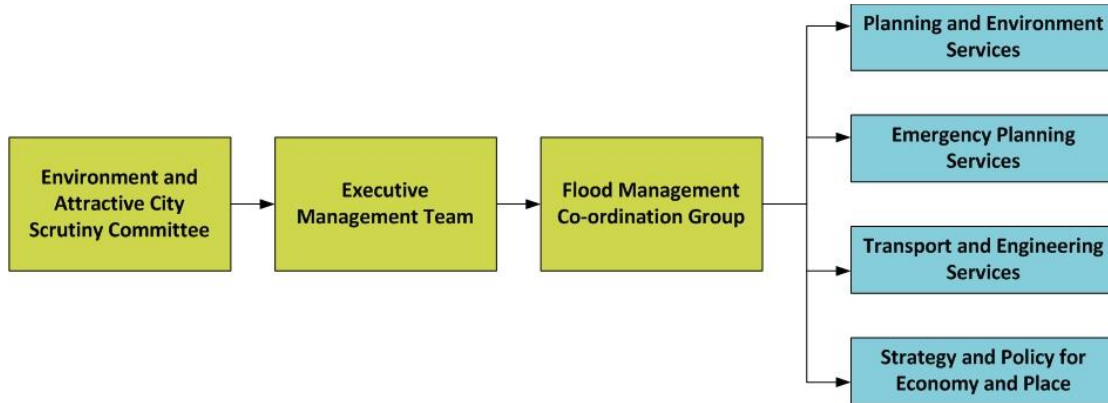 Environment and
Attractive City
Scrutiny Committee
Executive
Management Team
Flood Management
Co-ordination Group
Planning and Environment
Services
Emergency Planning
Services
Transport and Engineering
Services
Strategy and Policy for
Economy and Place